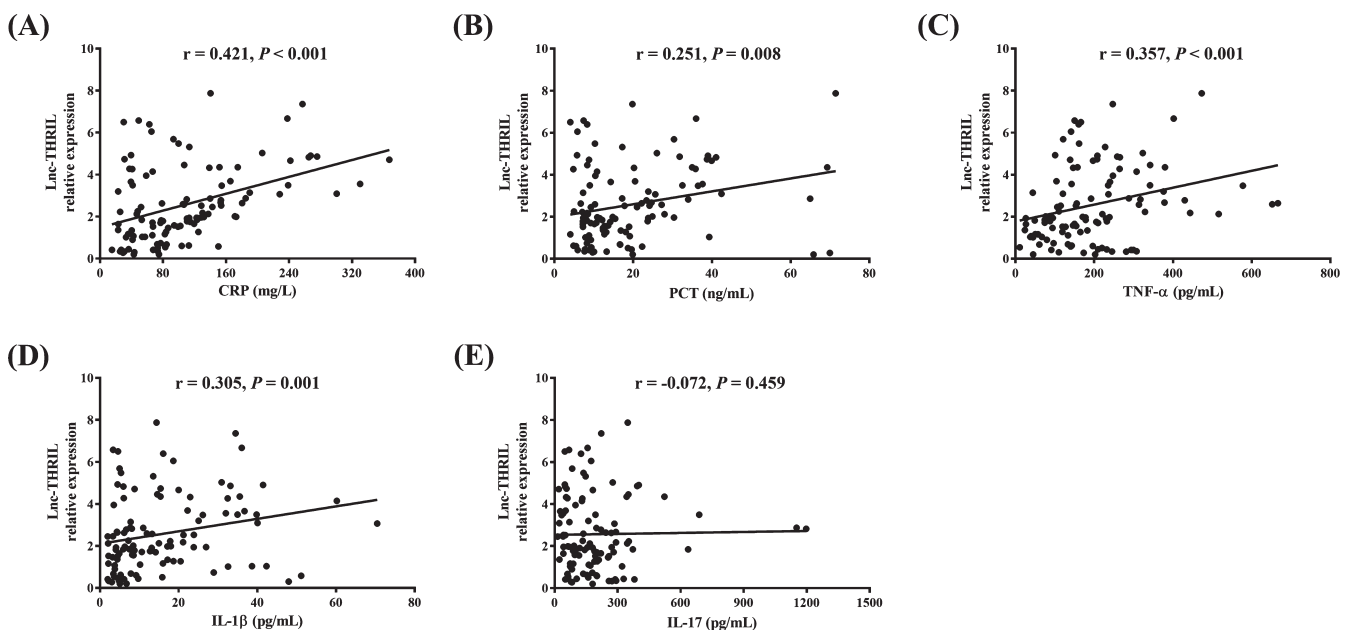 (A)
r = 0.421, P < 0.001
Lnc-THRIL
relative expression
10
8
6
4
2
0
0 80 160 240 320 400
CRP (mg/L)
(B)
r = 0.251, P = 0.008
Lnc-THRIL
relative expression
10
8
6
4
2
0
0 20 40 60 80
PCT (ng/mL)
(C)
r = 0.357, P < 0.001
Lnc-THRIL
relative expression
10
8
6
4
2
0
0 200 400 600 800
TNF-α (pg/mL)
(D)
r = 0.305, P = 0.001
Lnc-THRIL
relative expression
10
8
6
4
2
0
0 20 40 60 80
IL-1β (pg/mL)
(E)
r = -0.072, P = 0.459
Lnc-THRIL
relative expression
10
8
6
4
2
0
0 300 600 900 1200 1500
IL-17 (pg/mL)